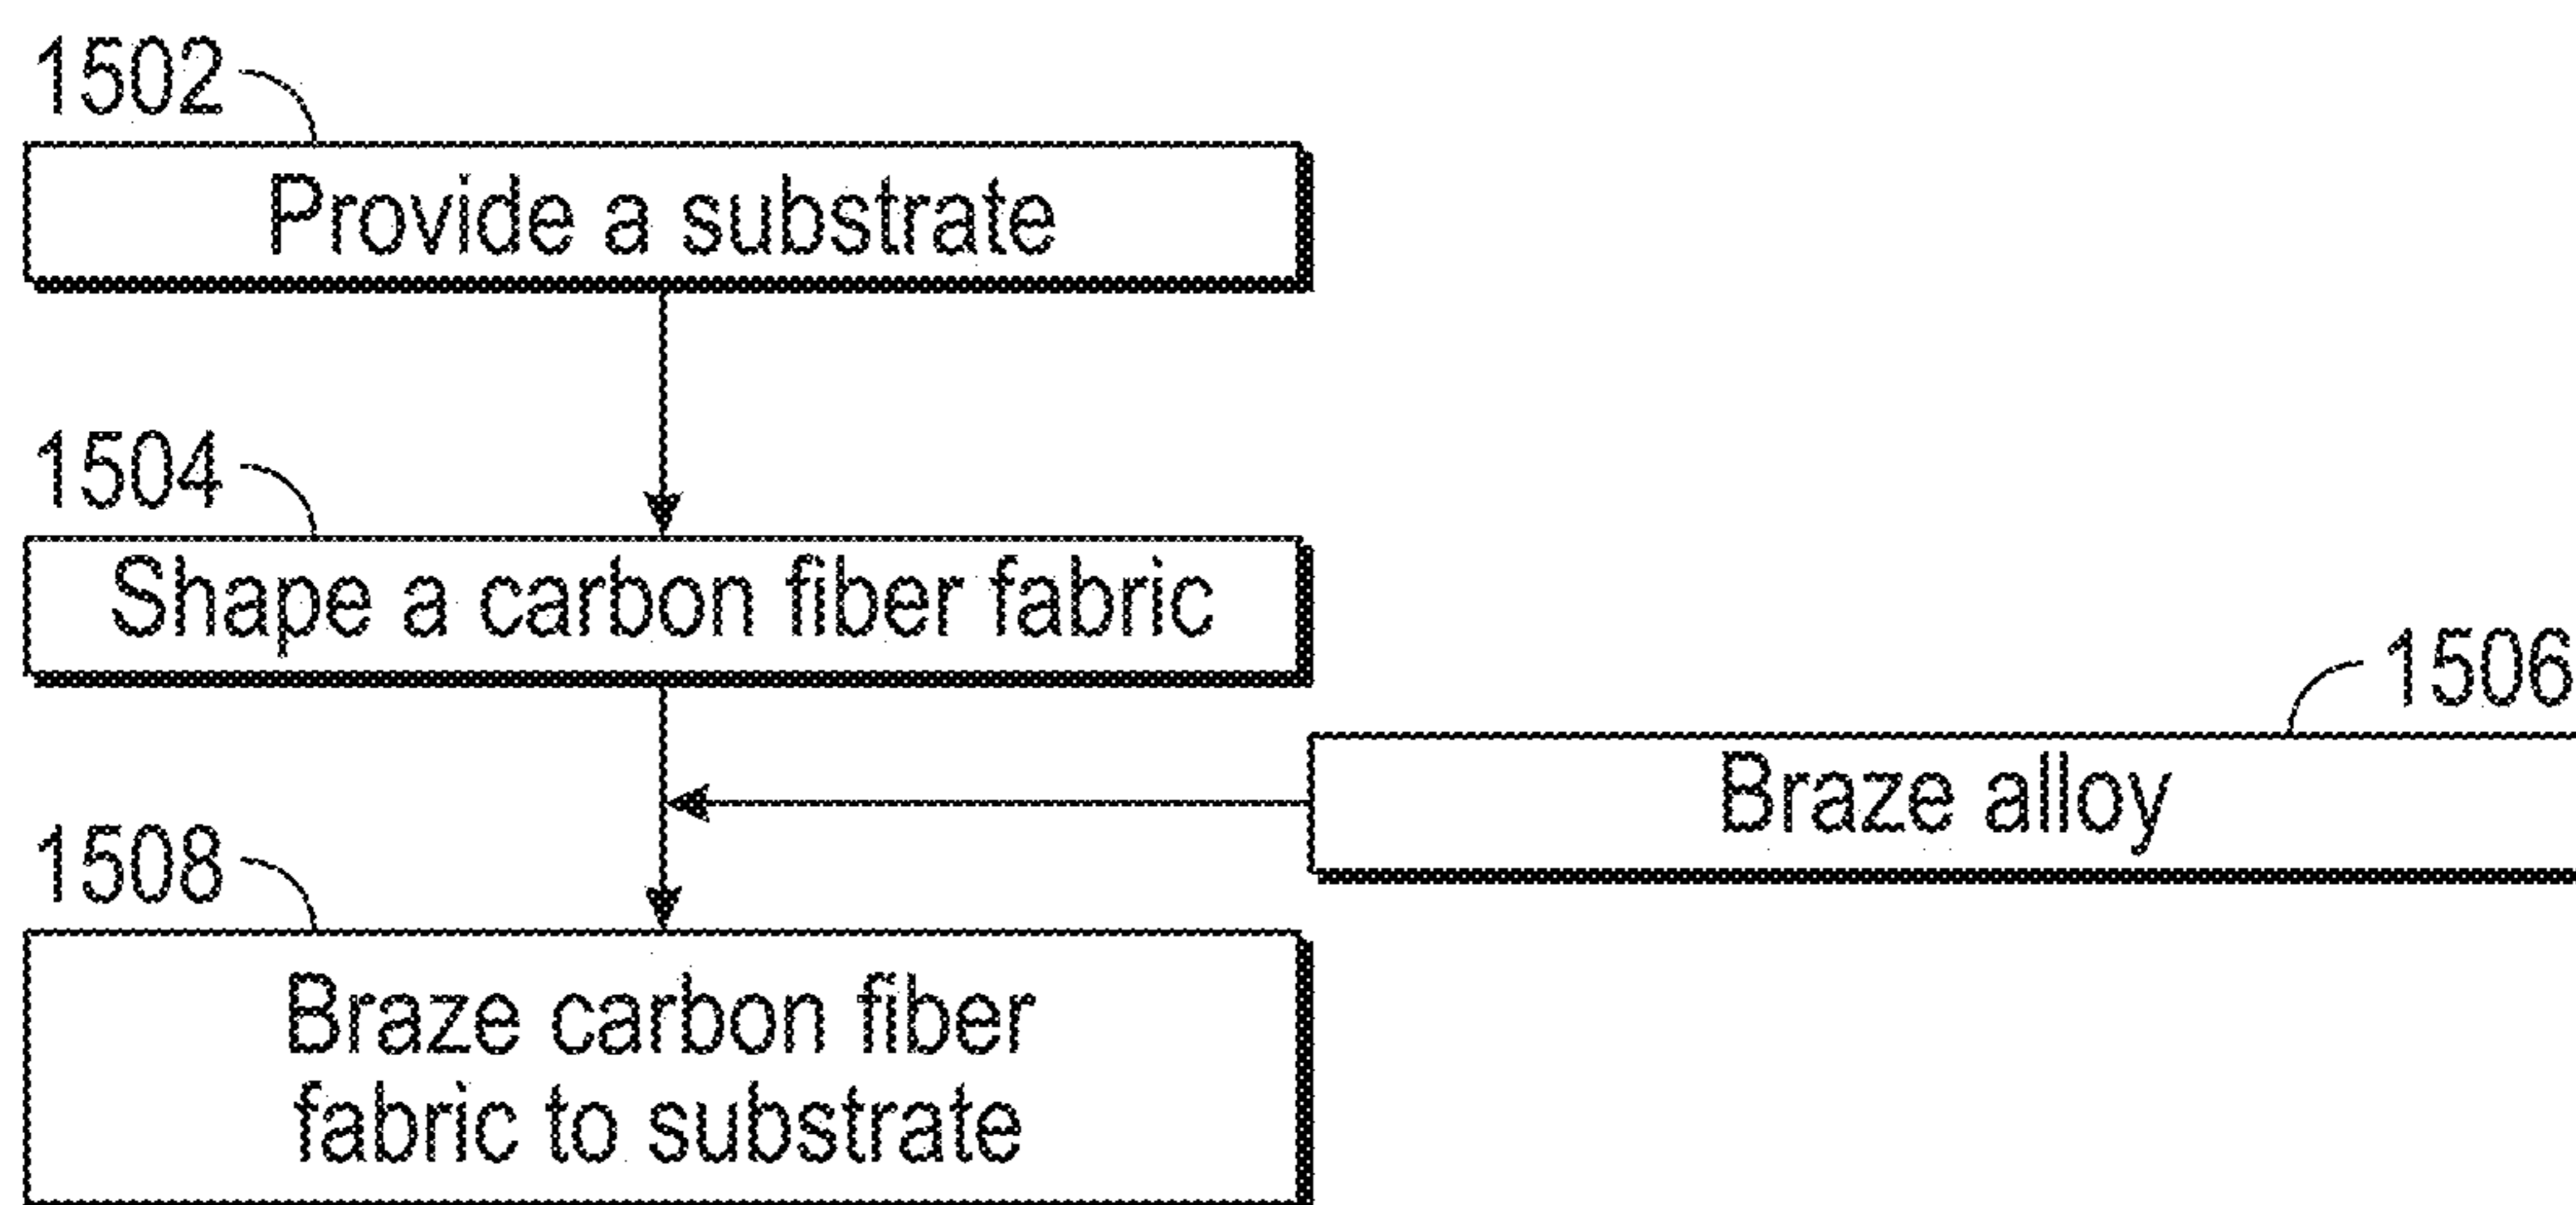 1502
Provide a substrate
1504
Shape a carbon fiber fabric
1506
Braze alloy
1508
Braze carbon fiber
fabric to substrate